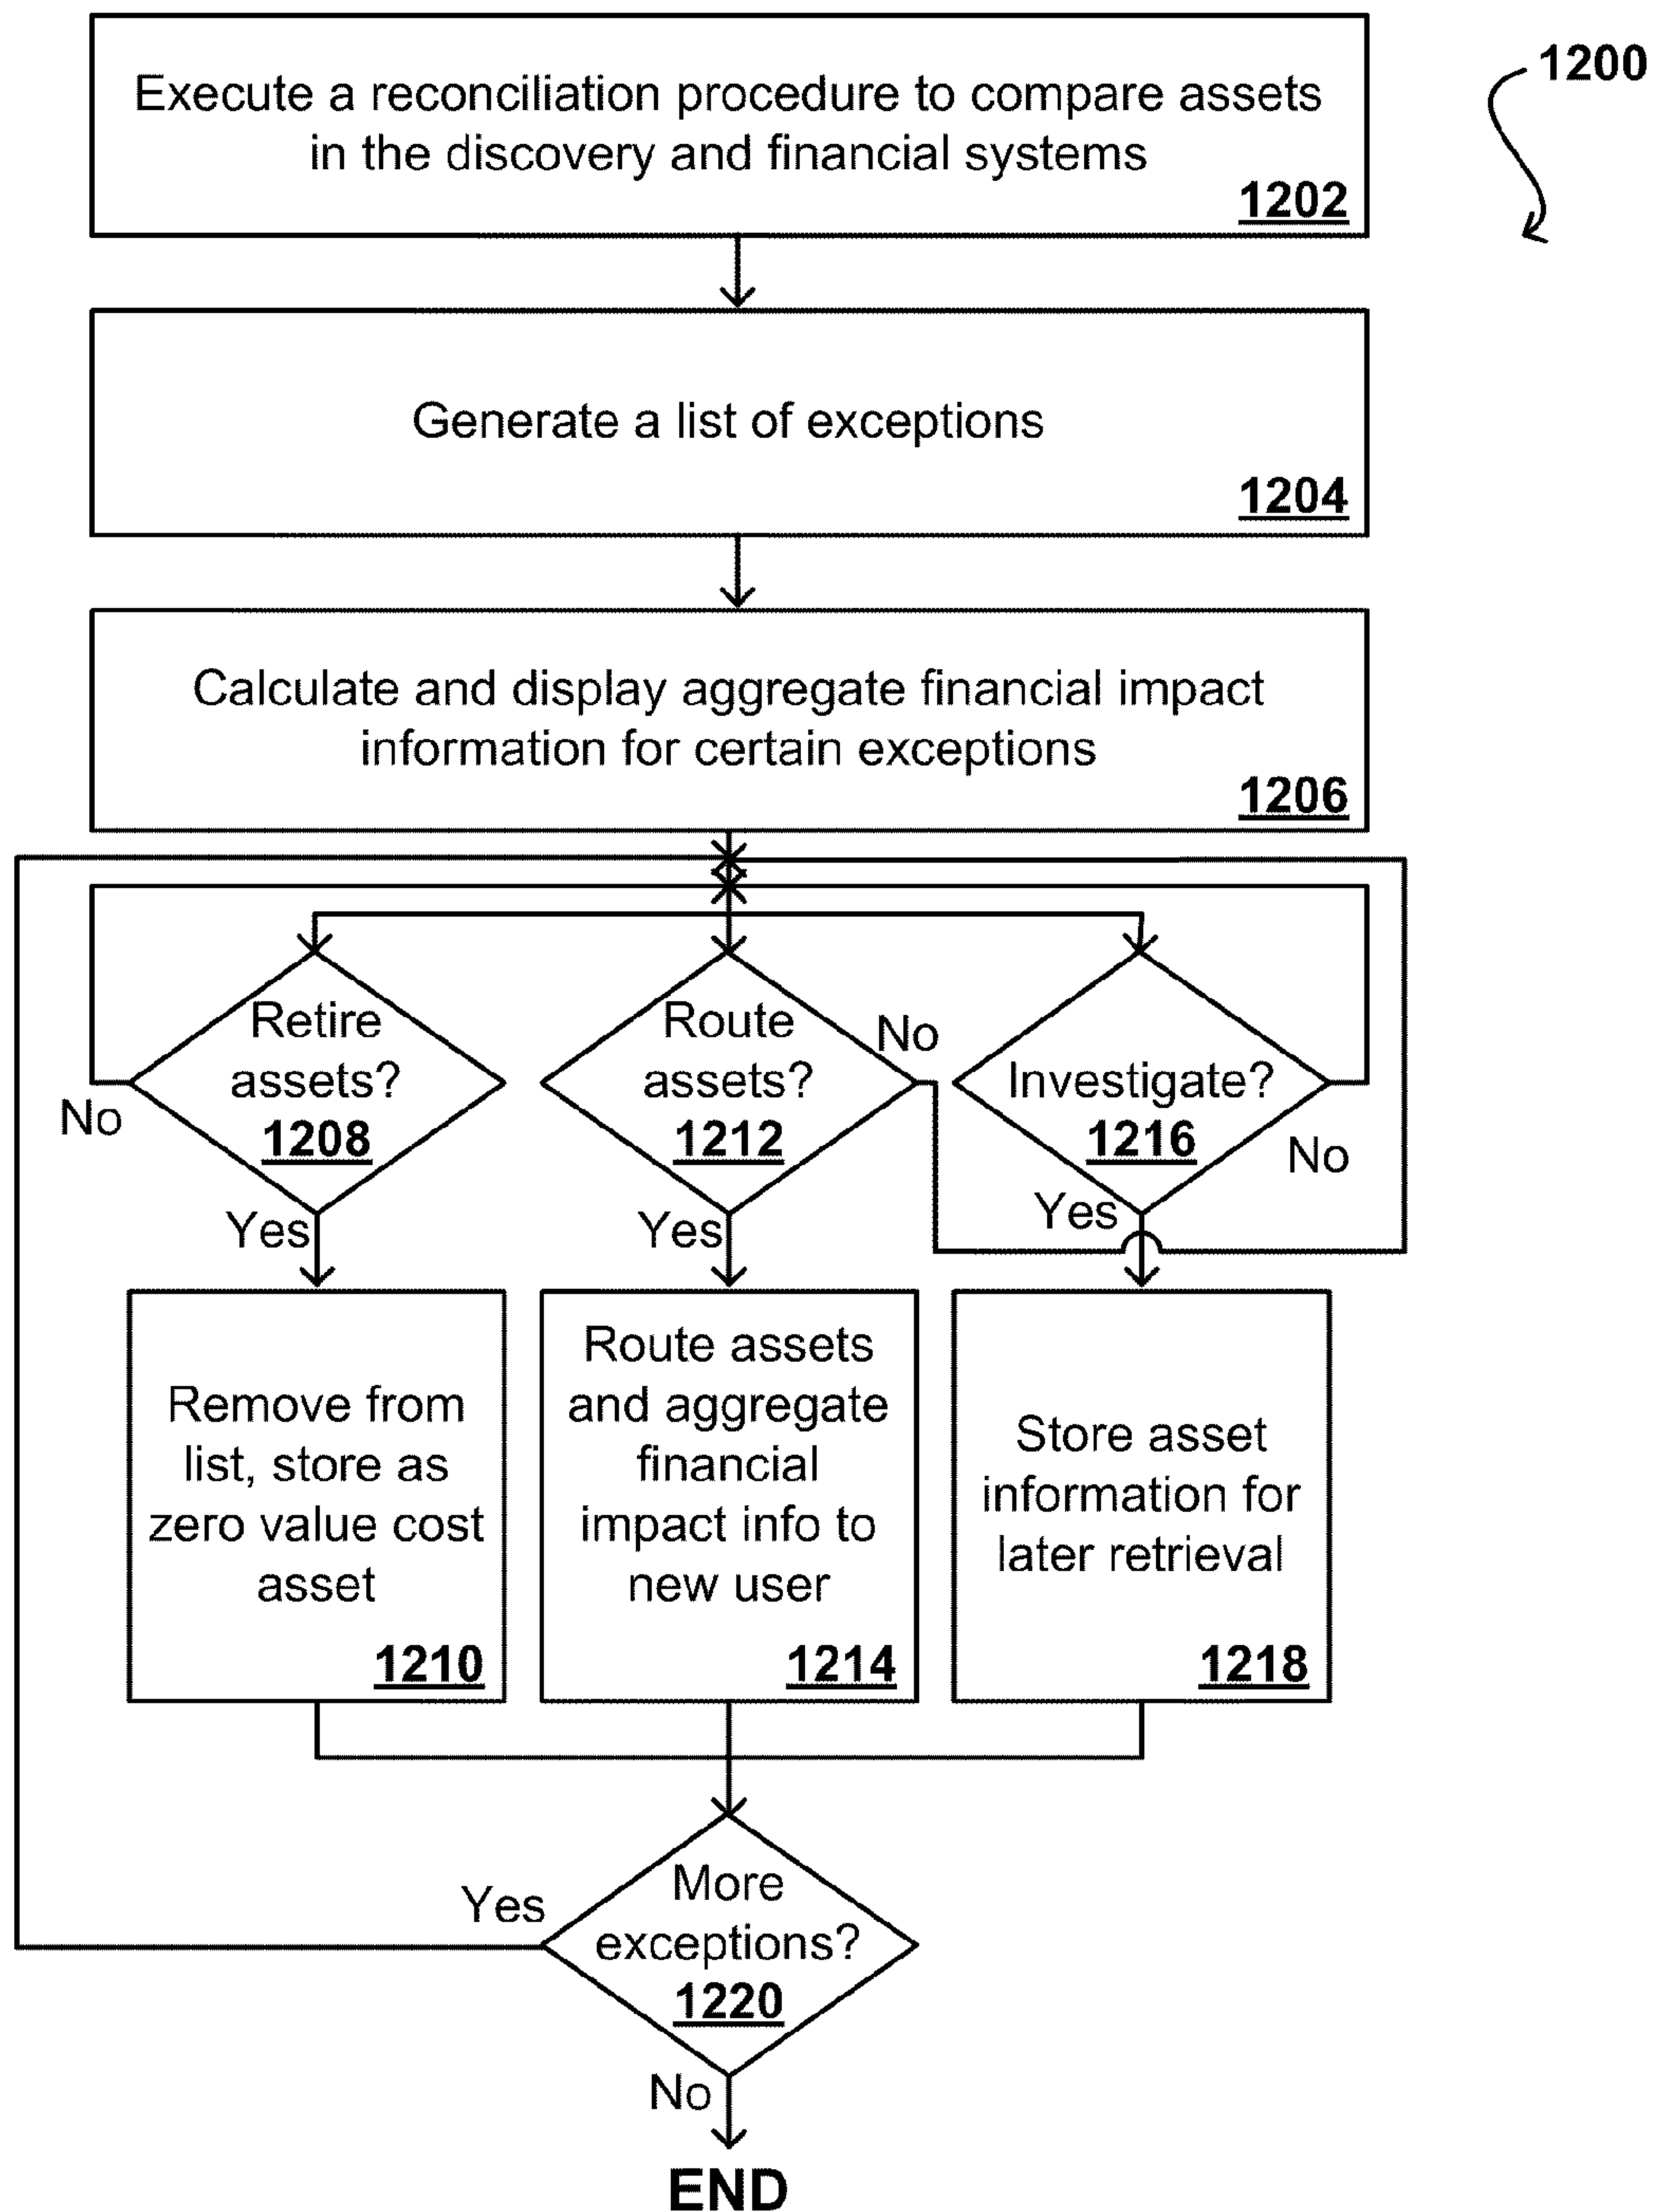 1200
Execute a reconciliation procedure to compare assets
in the discovery and financial systems
1202
Generate a list of exceptions
1204
Calculate and display aggregate financial impact
information for certain exceptions
1206
Retire
assets?
1208
No
Yes
Route
assets?
1212
No
Yes
Investigate?
1216
No
Yes
Remove from
list, store as
zero value cost
asset
1210
Route assets
and aggregate
financial
impact info to
new user
1214
Store asset
information for
later retrieval
1218
More
exceptions?
1220
Yes
No
END